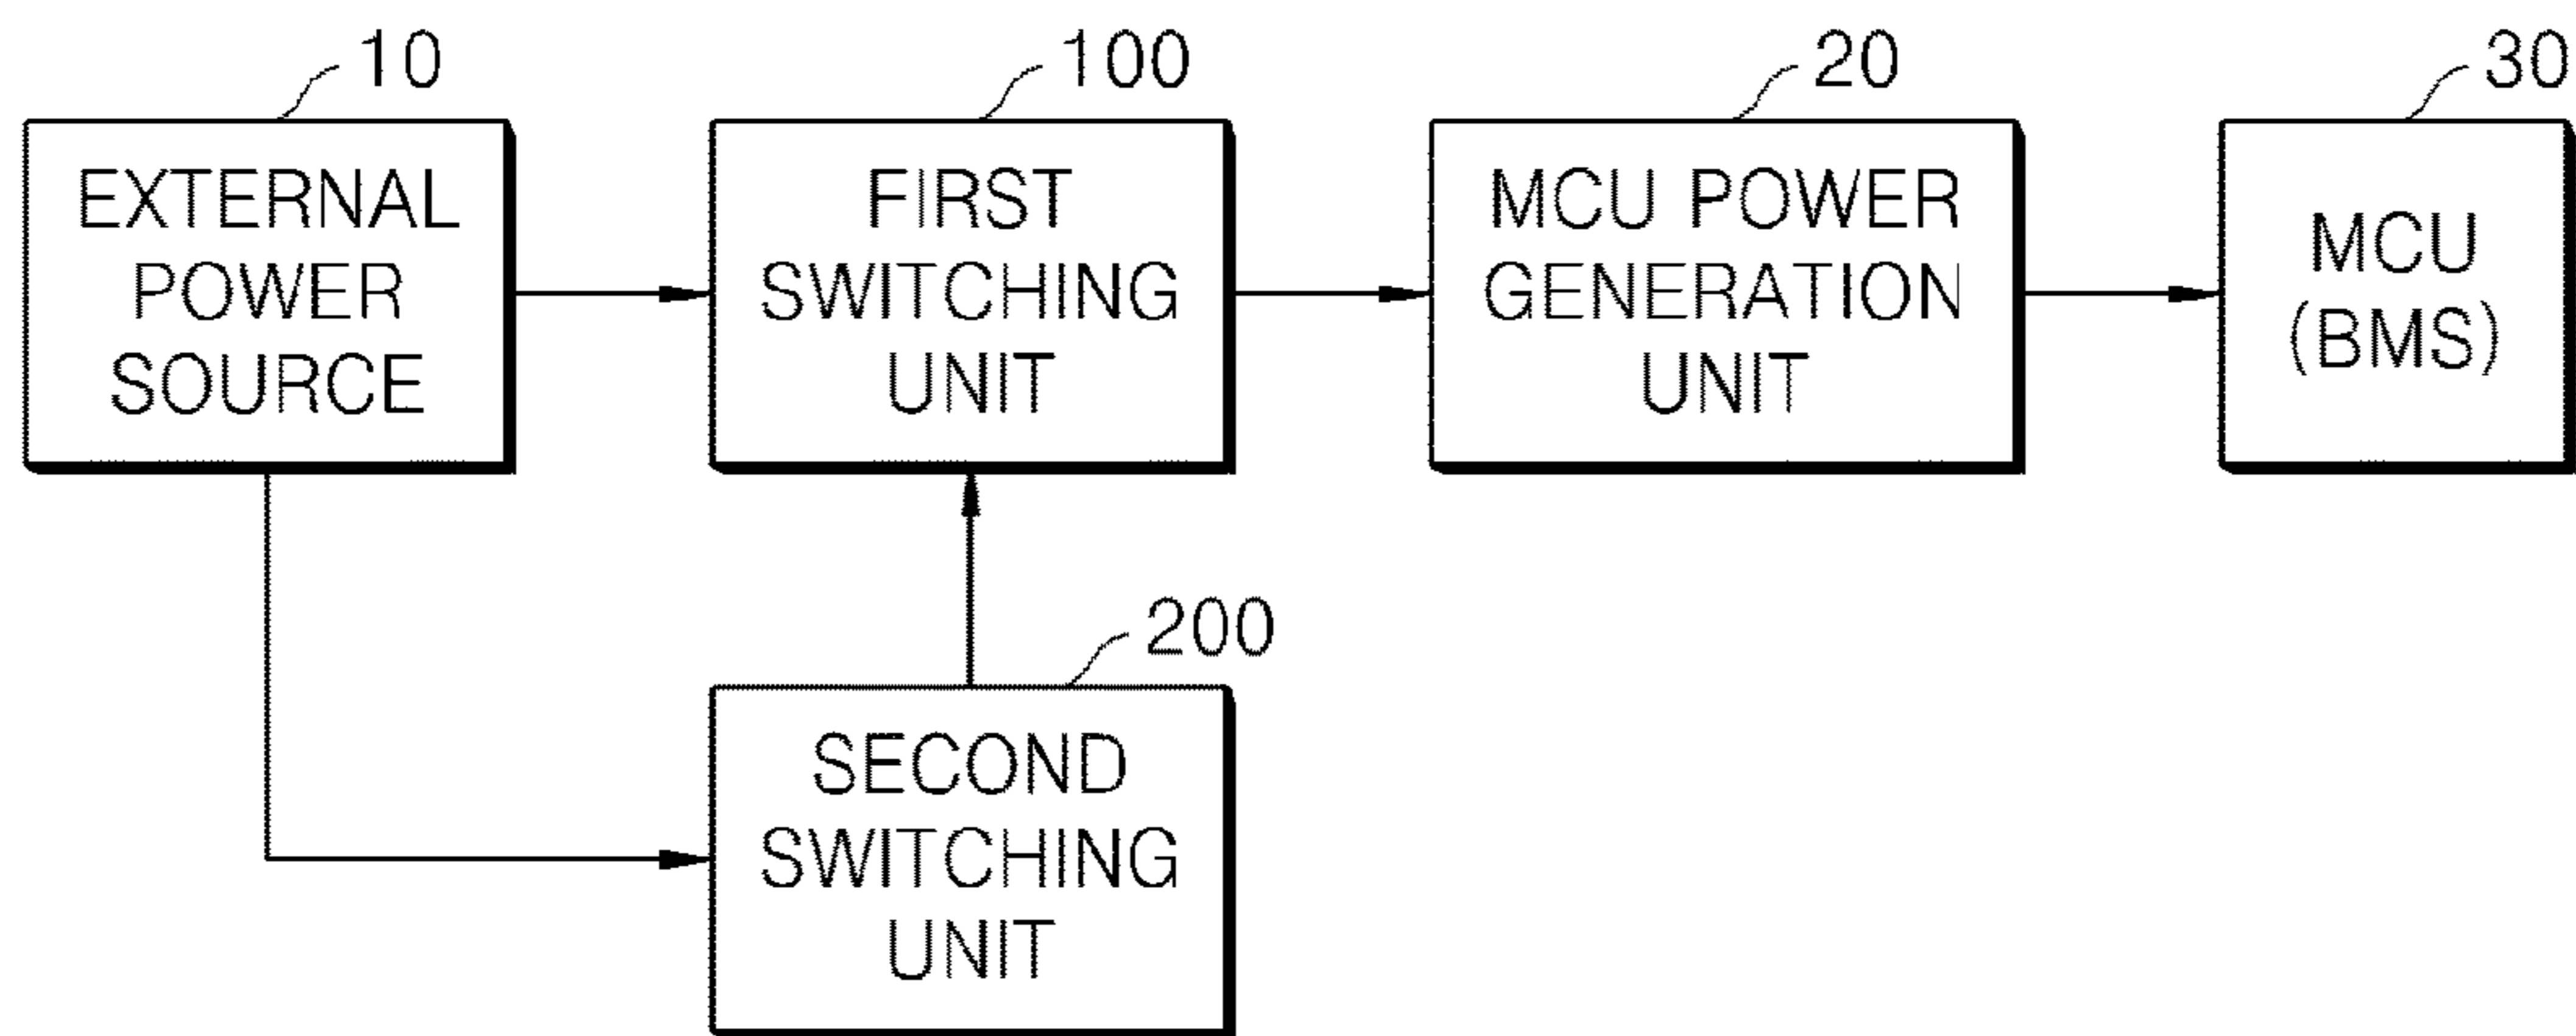 10
EXTERNAL
POWER
SOURCE
100
FIRST
SWITCHING
UNIT
20
MCU POWER
GENERATION
UNIT
30
MCU
(BMS)
200
SECOND
SWITCHING
UNIT